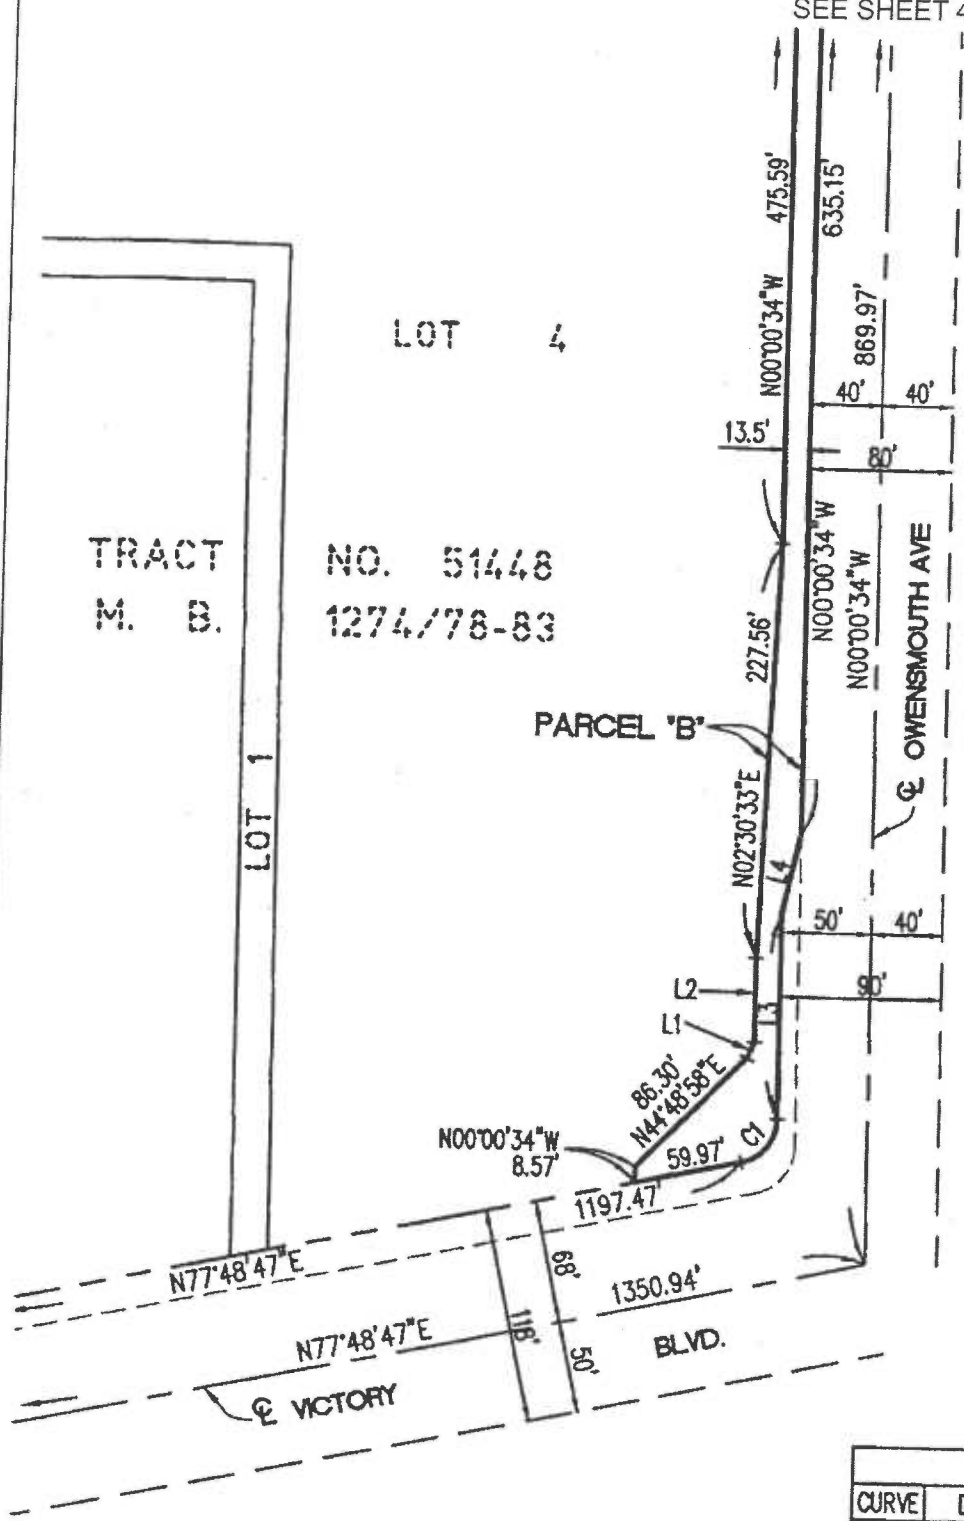 SEE SHEET 4
475.59'
635.15'
N00°00'34"W
869.97'
LOT 4
40' 40'
13.5'
80'
TRACT NO. 51448
M. B. 1274/78-83
N00°00'34"W
N00°00'34"W
℄ OWENSMOUTH AVE
227.56'
PARCEL "B"
N02°30'33"E
LOT 1
L4
50' 40'
L2
90'
L3
L1
86.30'
N44°48'58"E
N00°00'34"W
8.57'
59.97'
C1
1197.47'
N77°48'47"E
68'
118'
50'
1350.94'
N77°48'47"E
BLVD.
℄ VICTORY
CURVE